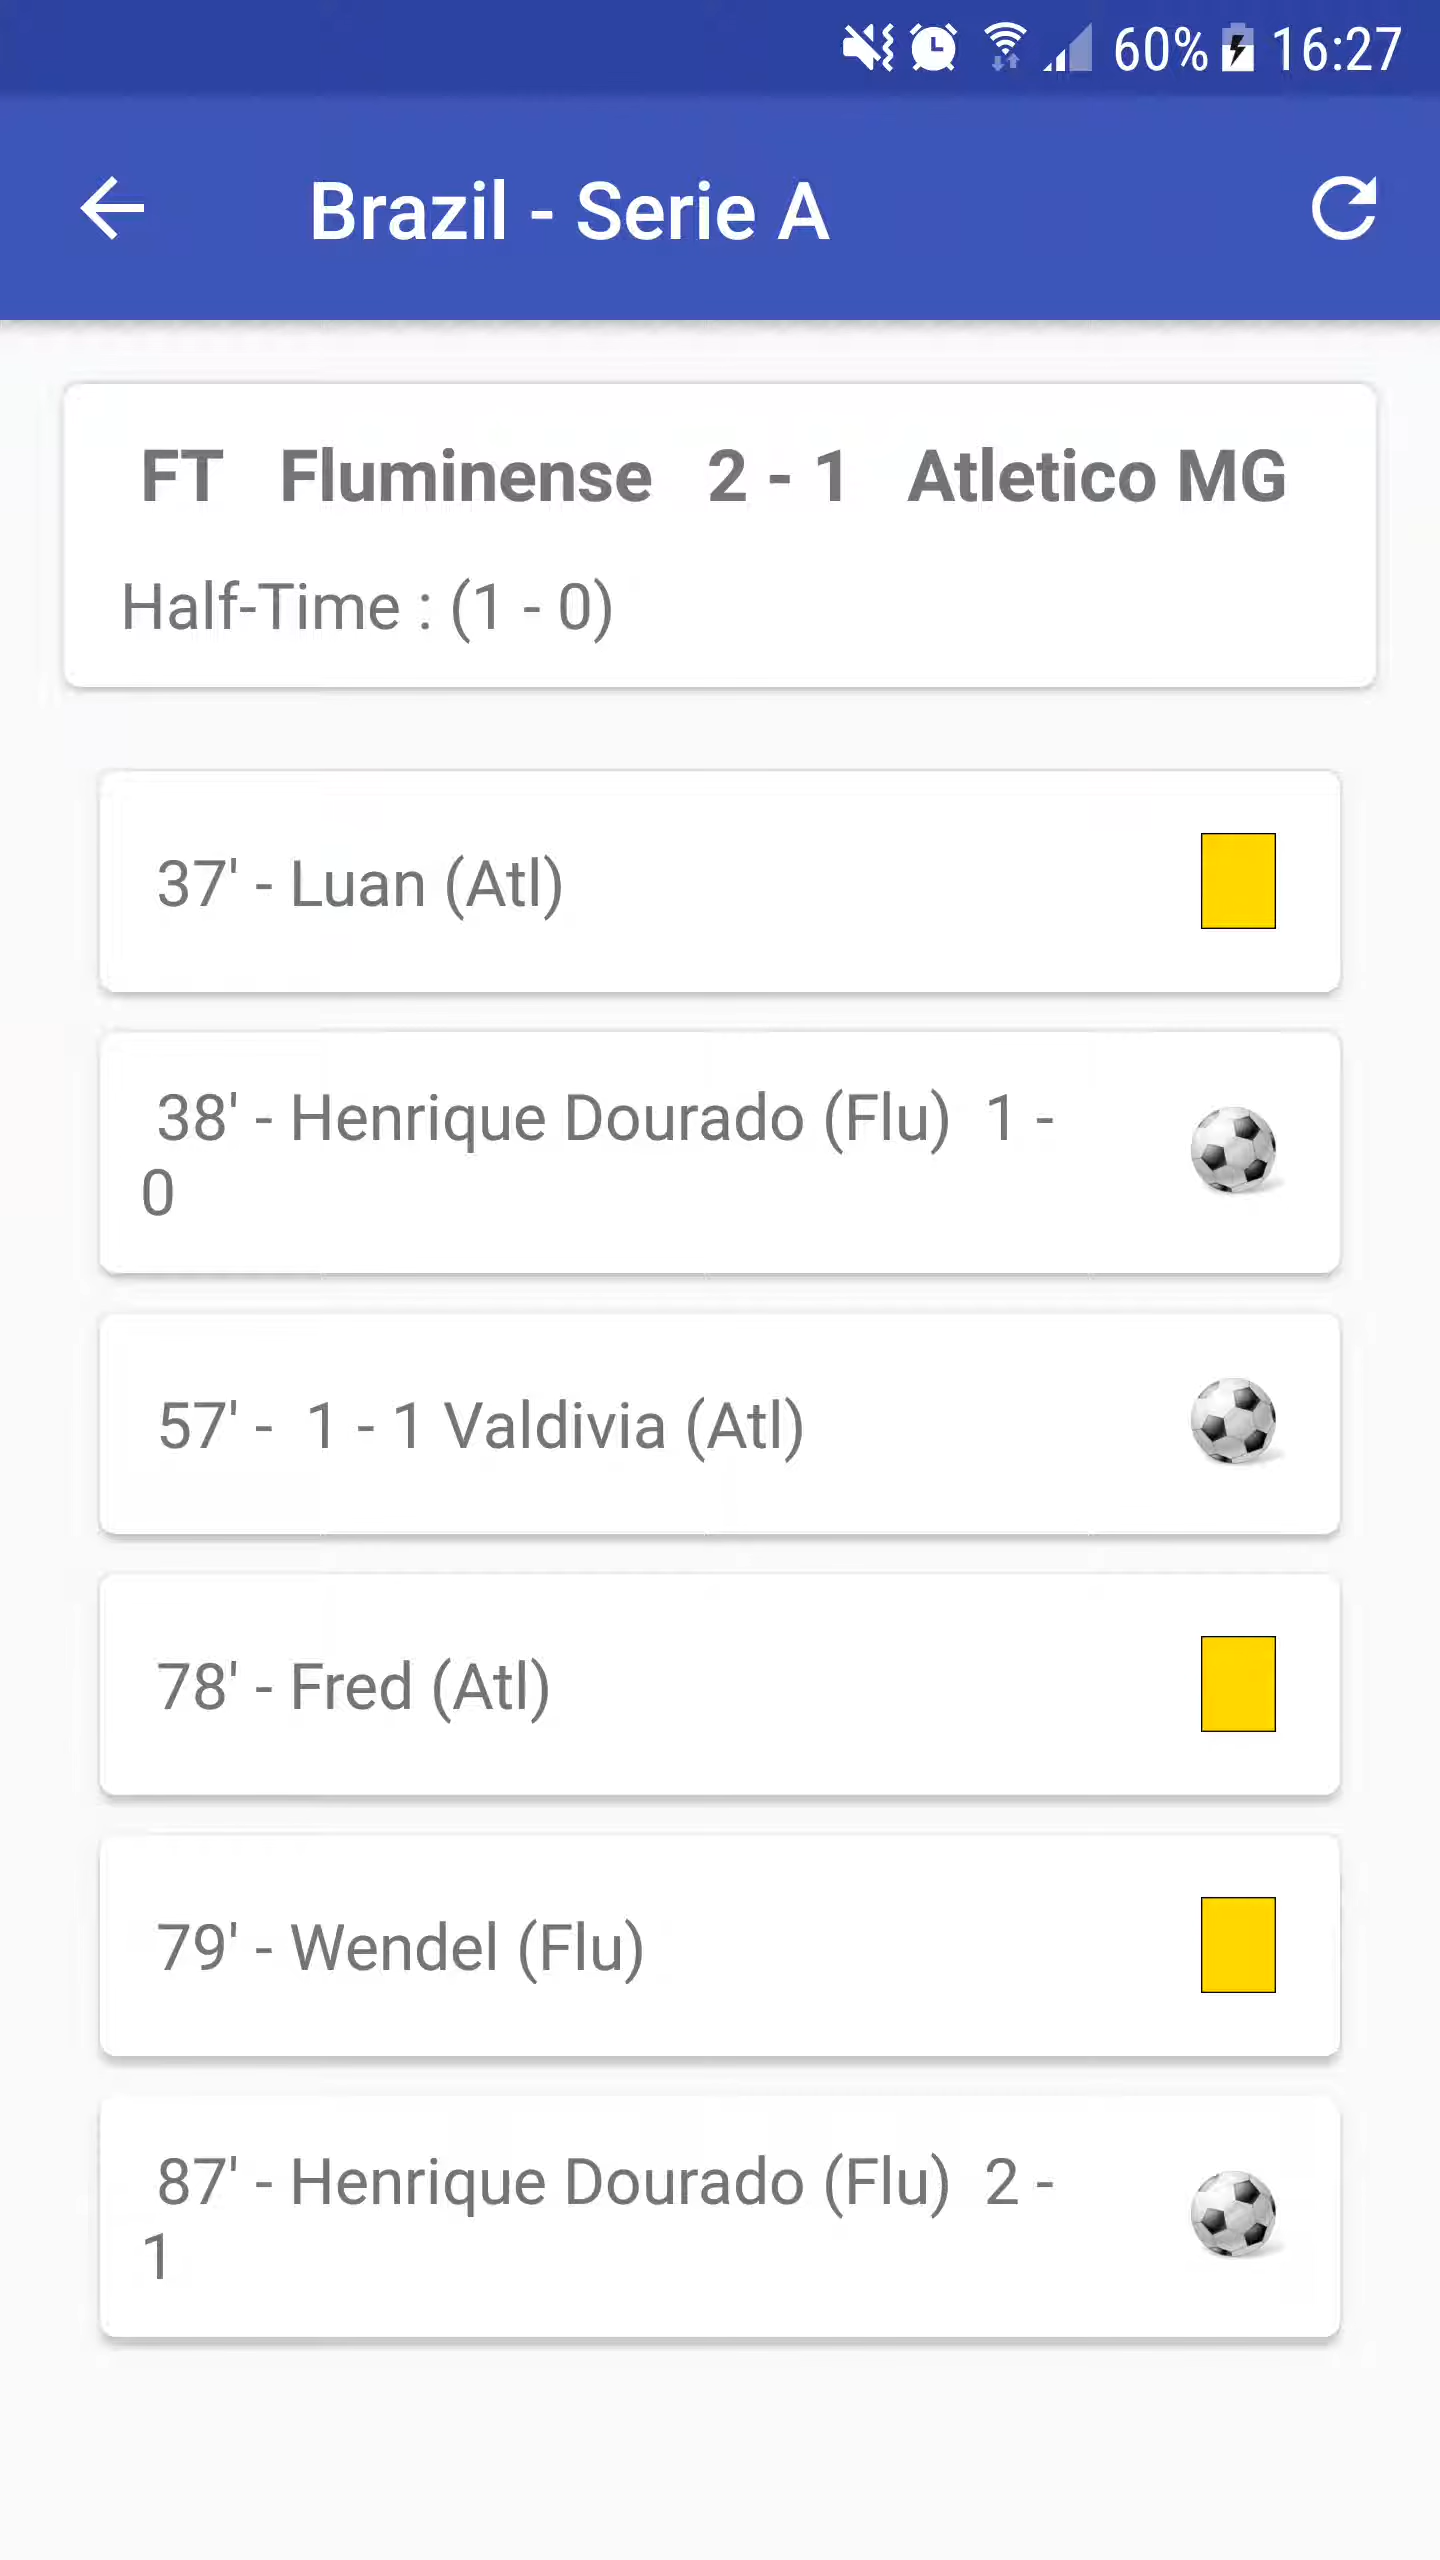 60% 16:27
Brazil - Serie A
FT Fluminense 2 - 1 Atletico MG
Half-Time : (1 - 0)
37' - Luan (Atl)
38' - Henrique Dourado (Flu) 1 -
0
57' - 1 - 1 Valdivia (Atl)
78' - Fred (Atl)
79' - Wendel (Flu)
87' - Henrique Dourado (Flu) 2 -
1